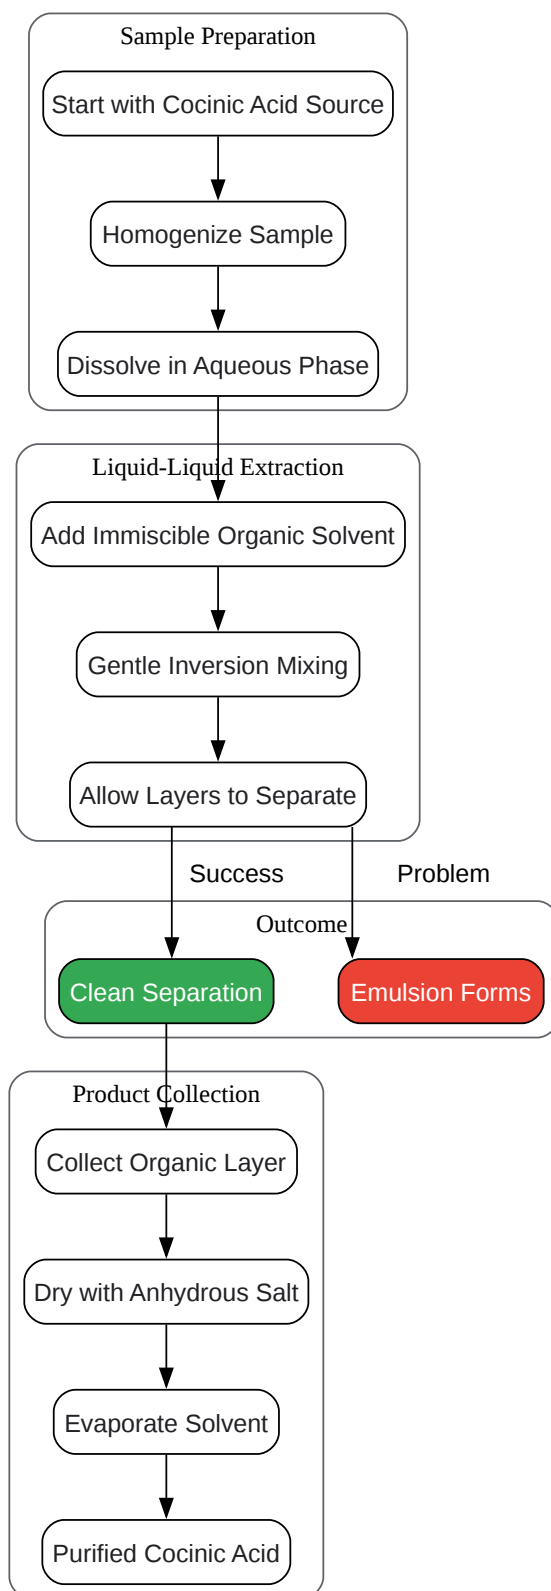 Sample Preparation
Start with Cocinic Acid Source
Homogenize Sample
Dissolve in Aqueous Phase
Liquid-Liquid Extraction
Add Immiscible Organic Solvent
Gentle Inversion Mixing
Allow Layers to Separate
Success
Problem
Outcome
Clean Separation
Emulsion Forms
Product Collection
Collect Organic Layer
Dry with Anhydrous Salt
Evaporate Solvent
Purified Cocinic Acid